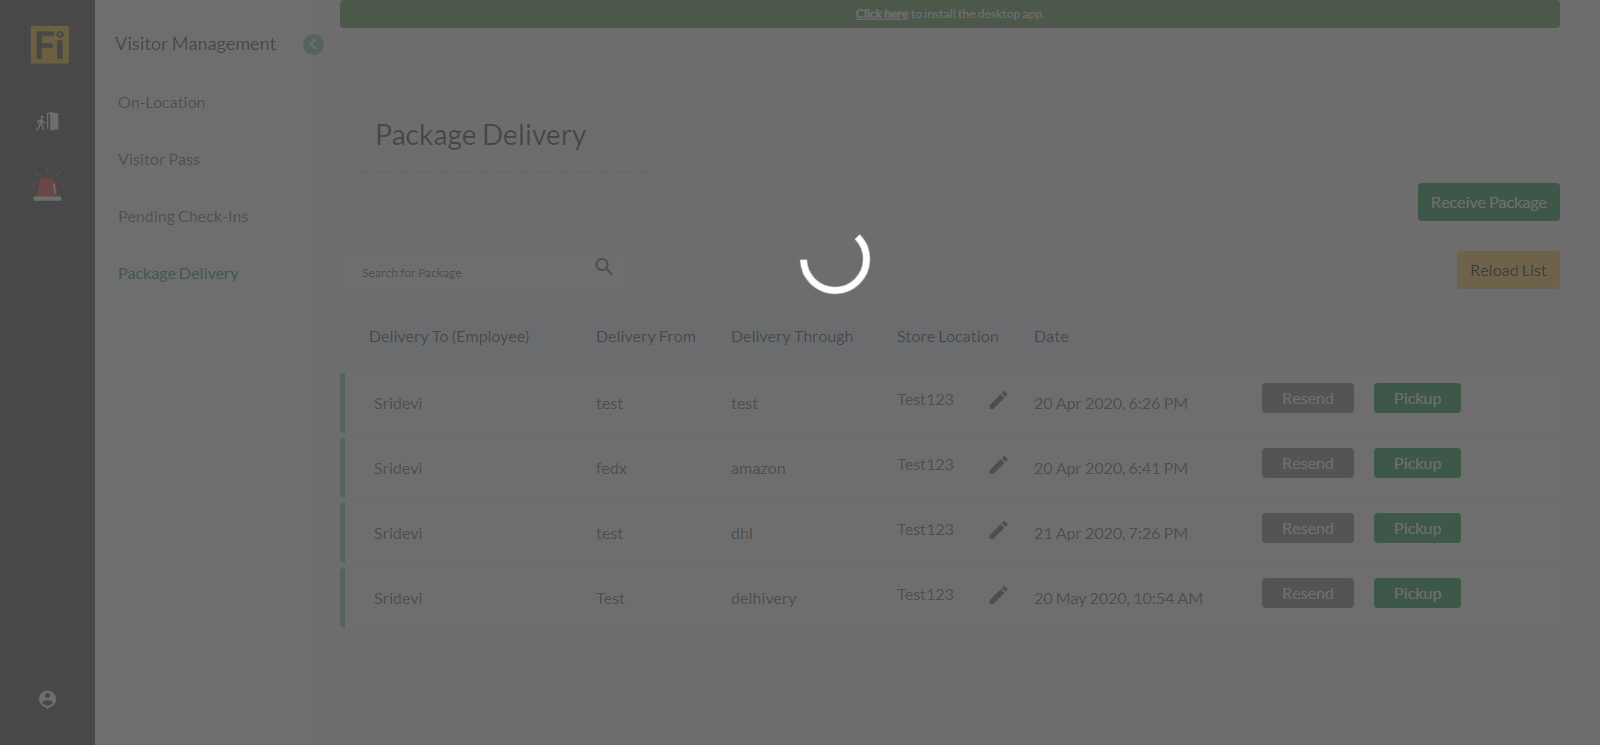 Click here to install the desktop app.
Fi
Visitor Management
On-Location
Visitor Pass
Pending Check-Ins
Package Delivery
Package Delivery
Receive Package
Search for Package
Reload List
Delivery To (Employee) Delivery From Delivery Through Store Location Date
Sridevi test test Test123 20 Apr 2020, 6:26 PM Resend Pickup
Sridevi fedx amazon Test123 20 Apr 2020, 6:41 PM Resend Pickup
Sridevi test dhl Test123 21 Apr 2020, 7:26 PM Resend Pickup
Sridevi Test delhivery Test123 20 May 2020, 10:54 AM Resend Pickup